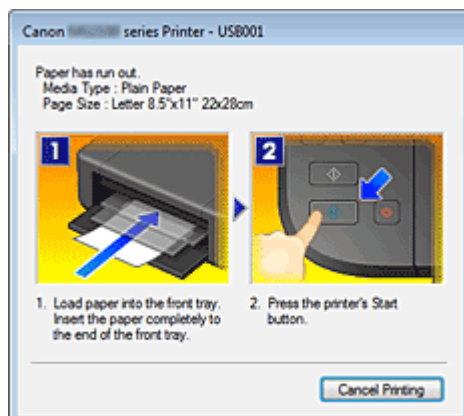 Canon series Printer - USB001
Paper has run out.
Media Type : Plain Paper
Page Size : Letter 8.5"x11" 22x28cm
1
2
1. Load paper into the front tray.
Insert the paper completely to
the end of the front tray.
2. Press the printer's Start
button.
Cancel Printing